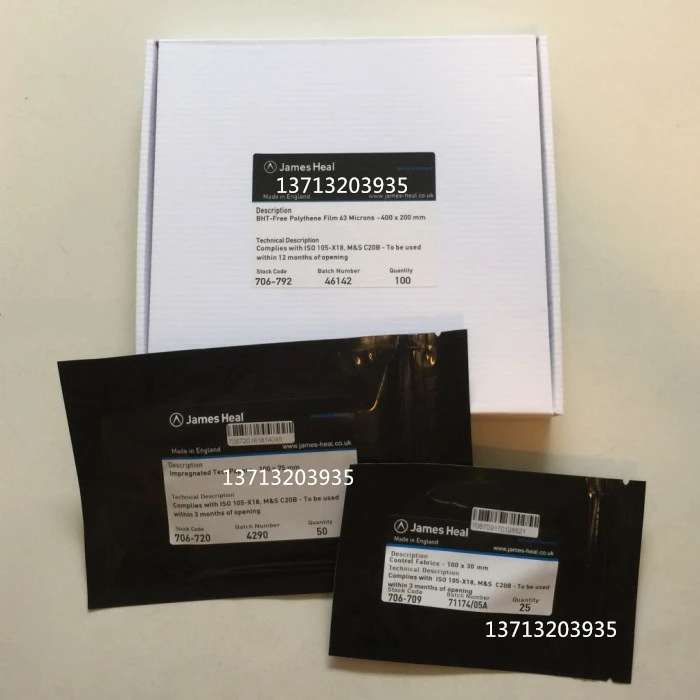 James Heal
13713203935
Made in England www.james-heal.co.uk
Description
BHT-Free Polythene Film 63 Microns - 400 x 200 mm
Technical Description
Complies with ISO 105-X18, M&S C20B - To be used
within 12 months of opening
Stock Code Batch Number Quantity
706-792 46142 100
James Heal
Made in England www.james-heal.co.uk
Description
Impregnated 100 x 75 mm
13713203935
Technical Description
Complies with ISO 105-X18, M&S C20B - To be used
within 3 months of opening
Stock Code Batch Number Quantity
706-720 4290 50
James Heal
Made in England www.james-heal.co.uk
Description
Control Fabrics - 100 x 30 mm
Technical Description
Complies with ISO 105-X18, M&S C20B - To be used
within 3 months of opening
Stock Code Batch Number Quantity
706-709 71174/05A 25
13713203935